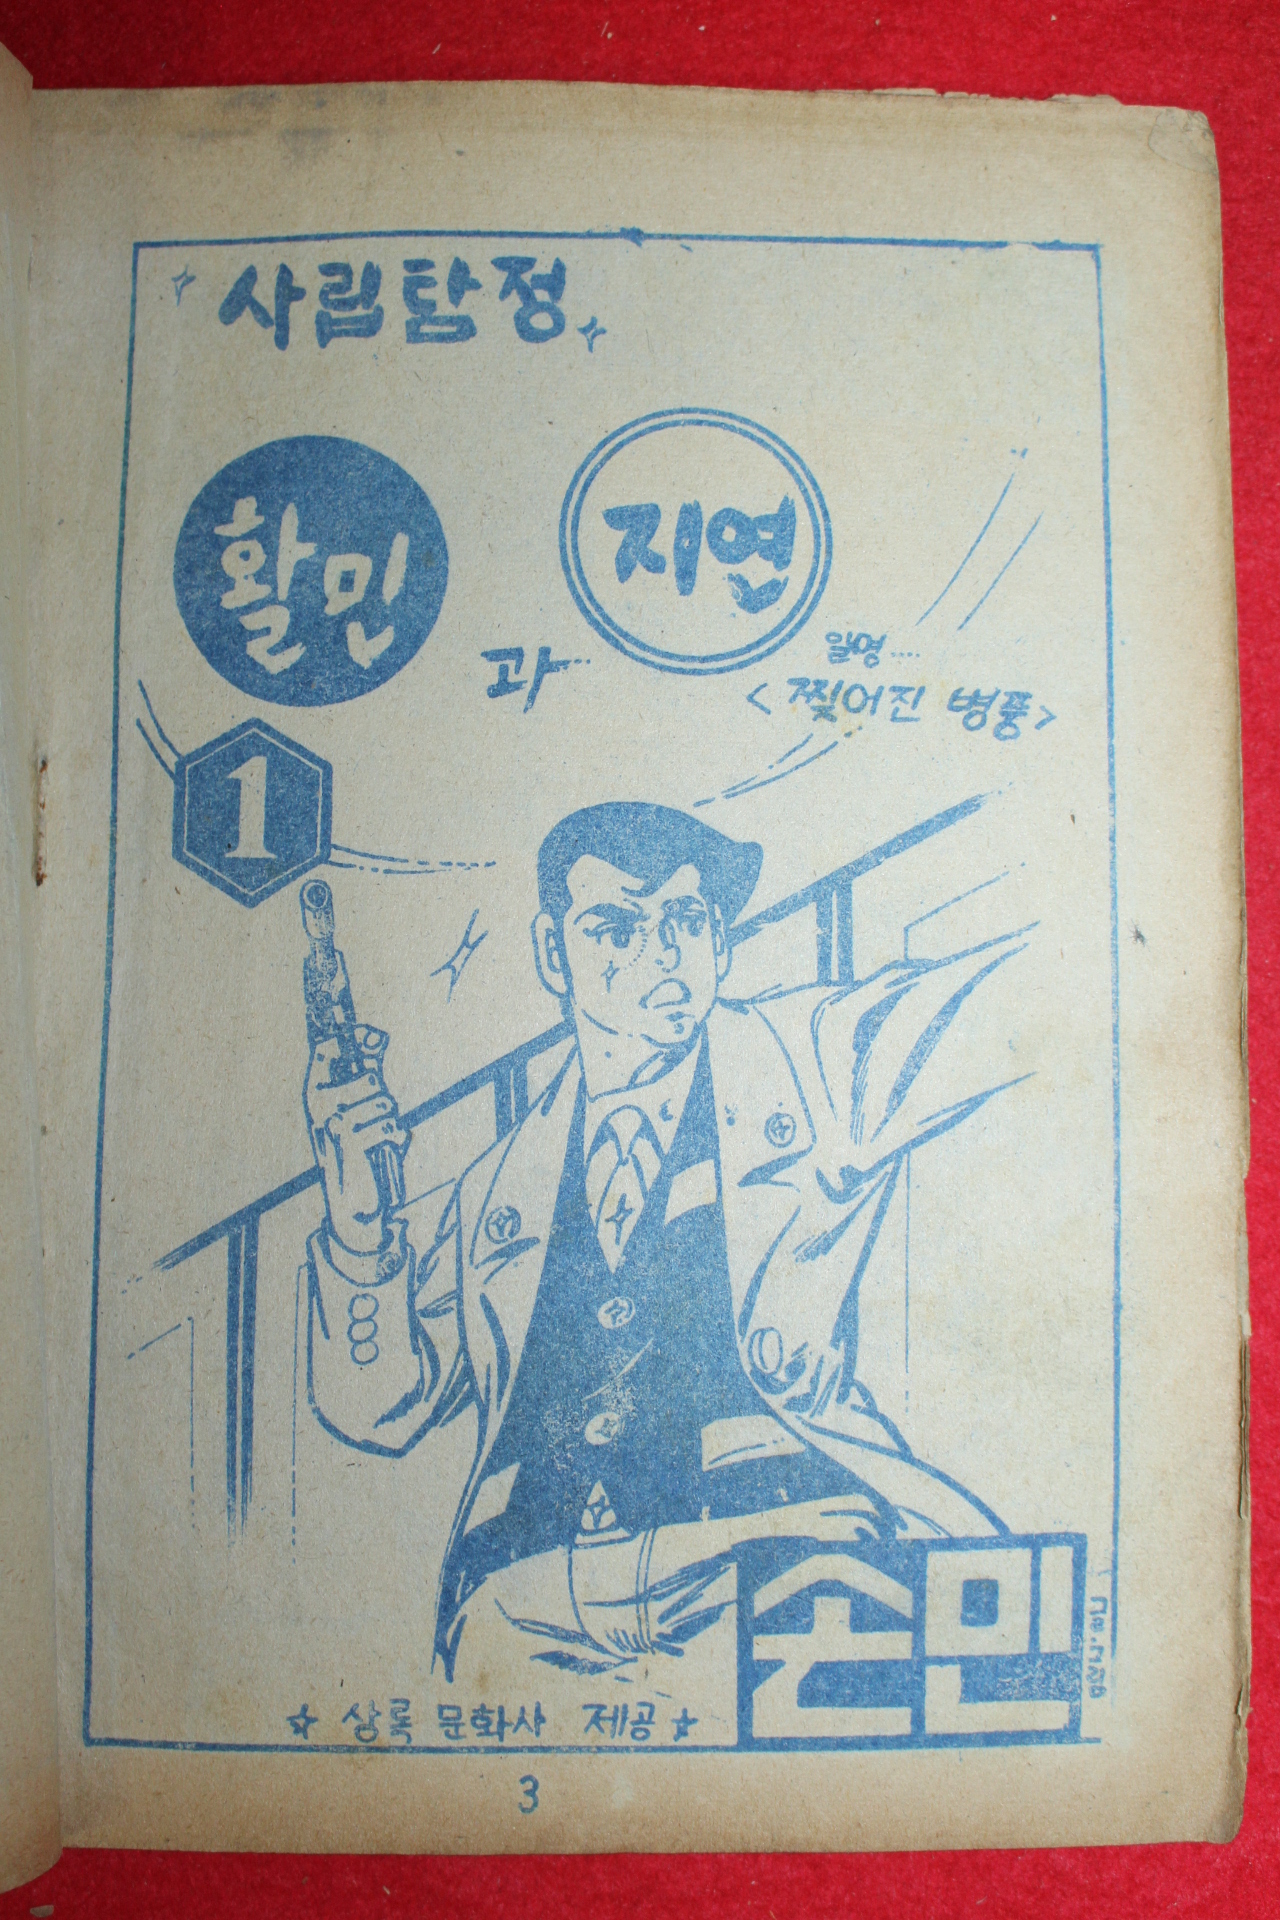 사립탐정
활민
과
지연
일명....
<찢어진 병풍>
1
손민
☆ 상록 문화사 제공 ☆
3